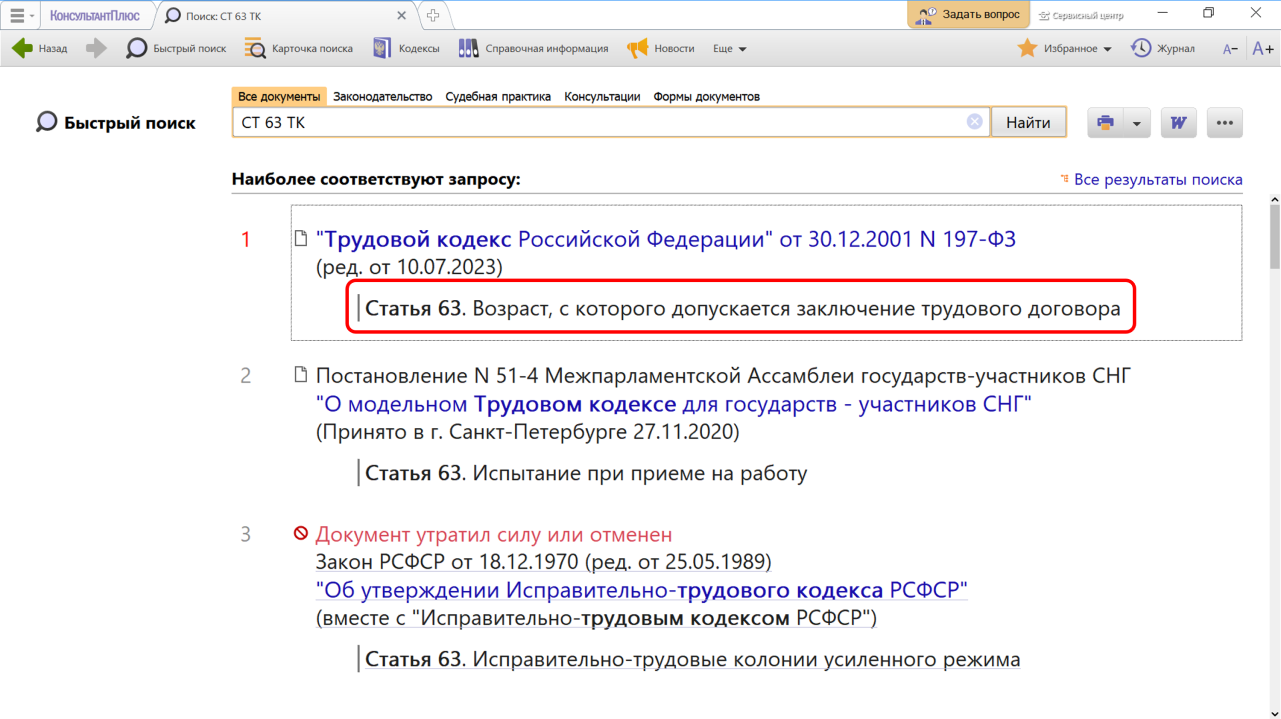 КОНСУЛЬТАНТПЛЮС
Поиск: СТ 63 ТК
Задать вопрос
Сервисный центр
Назад
Быстрый поиск
Карточка поиска
Кодексы
Справочная информация
Новости
Еще
Избранное
Журнал
A−
A+
Все документы Законодательство Судебная практика Консультации Формы документов
Быстрый поиск
СТ 63 ТК
Найти
W
Наиболее соответствуют запросу:
Все результаты поиска
1
"Трудовой кодекс Российской Федерации" от 30.12.2001 N 197-ФЗ
(ред. от 10.07.2023)
Статья 63. Возраст, с которого допускается заключение трудового договора
2
Постановление N 51-4 Межпарламентской Ассамблеи государств-участников СНГ
"О модельном Трудовом кодексе для государств - участников СНГ"
(Принято в г. Санкт-Петербурге 27.11.2020)
Статья 63. Испытание при приеме на работу
3
Документ утратил силу или отменен
Закон РСФСР от 18.12.1970 (ред. от 25.05.1989)
"Об утверждении Исправительно-трудового кодекса РСФСР"
(вместе с "Исправительно-трудовым кодексом РСФСР")
Статья 63. Исправительно-трудовые колонии усиленного режима